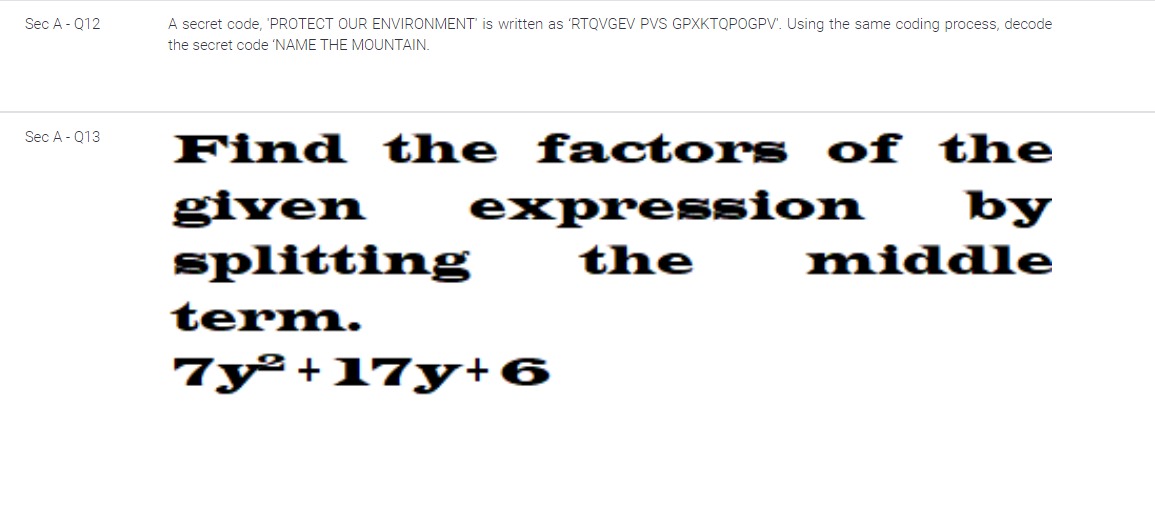 Sec A - Q12
A secret code, 'PROTECT OUR ENVIRONMENT' is written as ‘RTQVGEV PVS GPXKTQPOGPV’. Using the same coding process, decode
the secret code ‘NAME THE MOUNTAIN.
Sec A - Q13
Find the factors of the
given expression by
splitting the middle
term.
7y² + 17y + 6